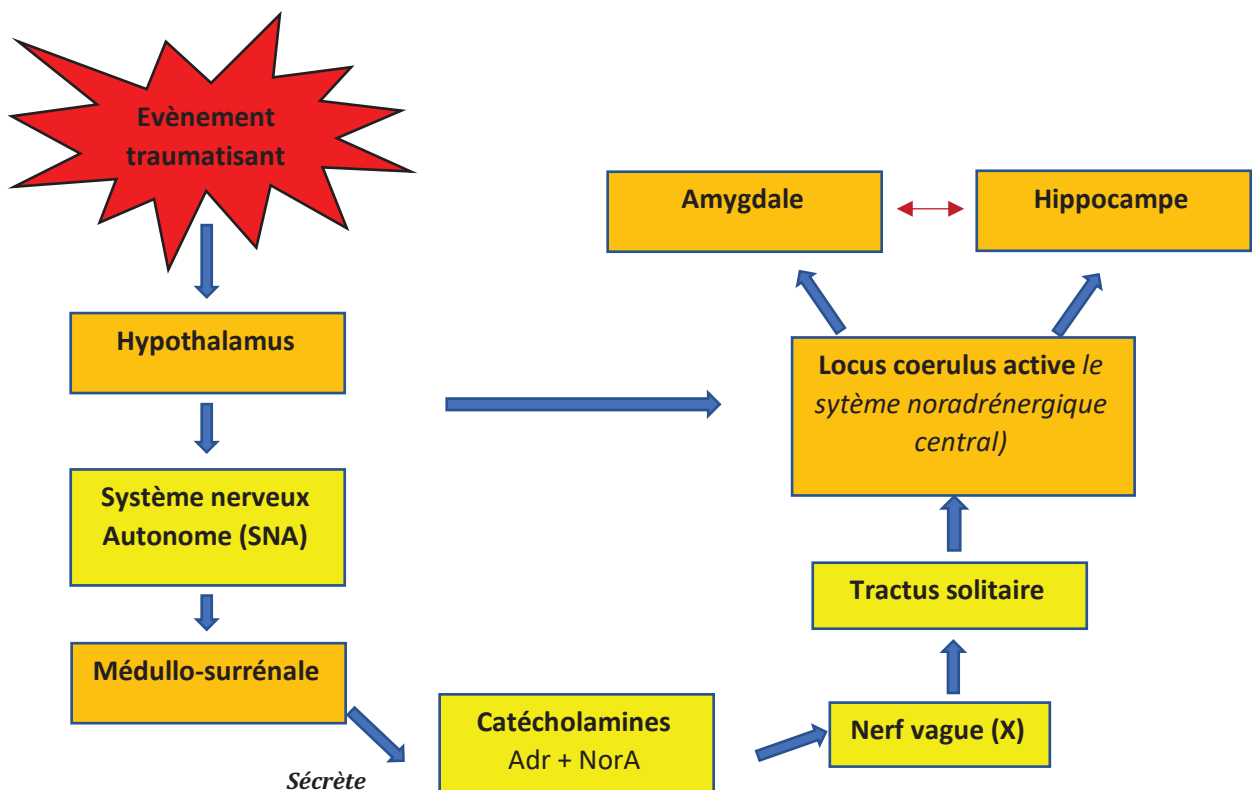 Evènement
traumatisant
Hypothalamus
Système nerveux
Autonome (SNA)
Médullo-surrénale
Sécrète
Catécholamines
Adr + NorA
Nerf vague (X)
Tractus solitaire
Locus coerulus active le
sytème noradrénergique
central)
Amygdale
Hippocampe